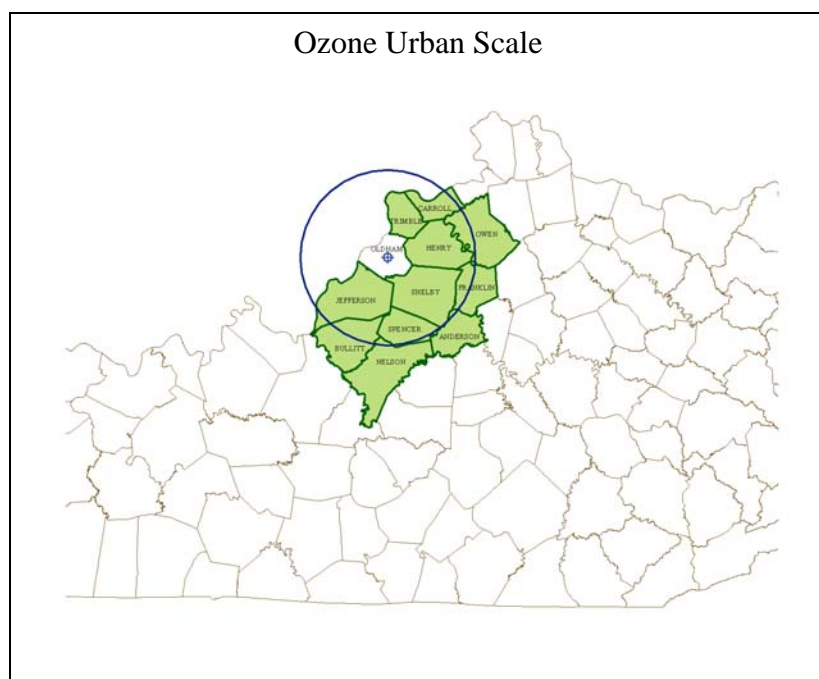 Ozone Urban Scale
CARROLL
TRIMBLE
OWEN
OLDHAM
HENRY
SHELBY
FRANKLIN
JEFFERSON
SPENCER
ANDERSON
BULLITT
NELSON